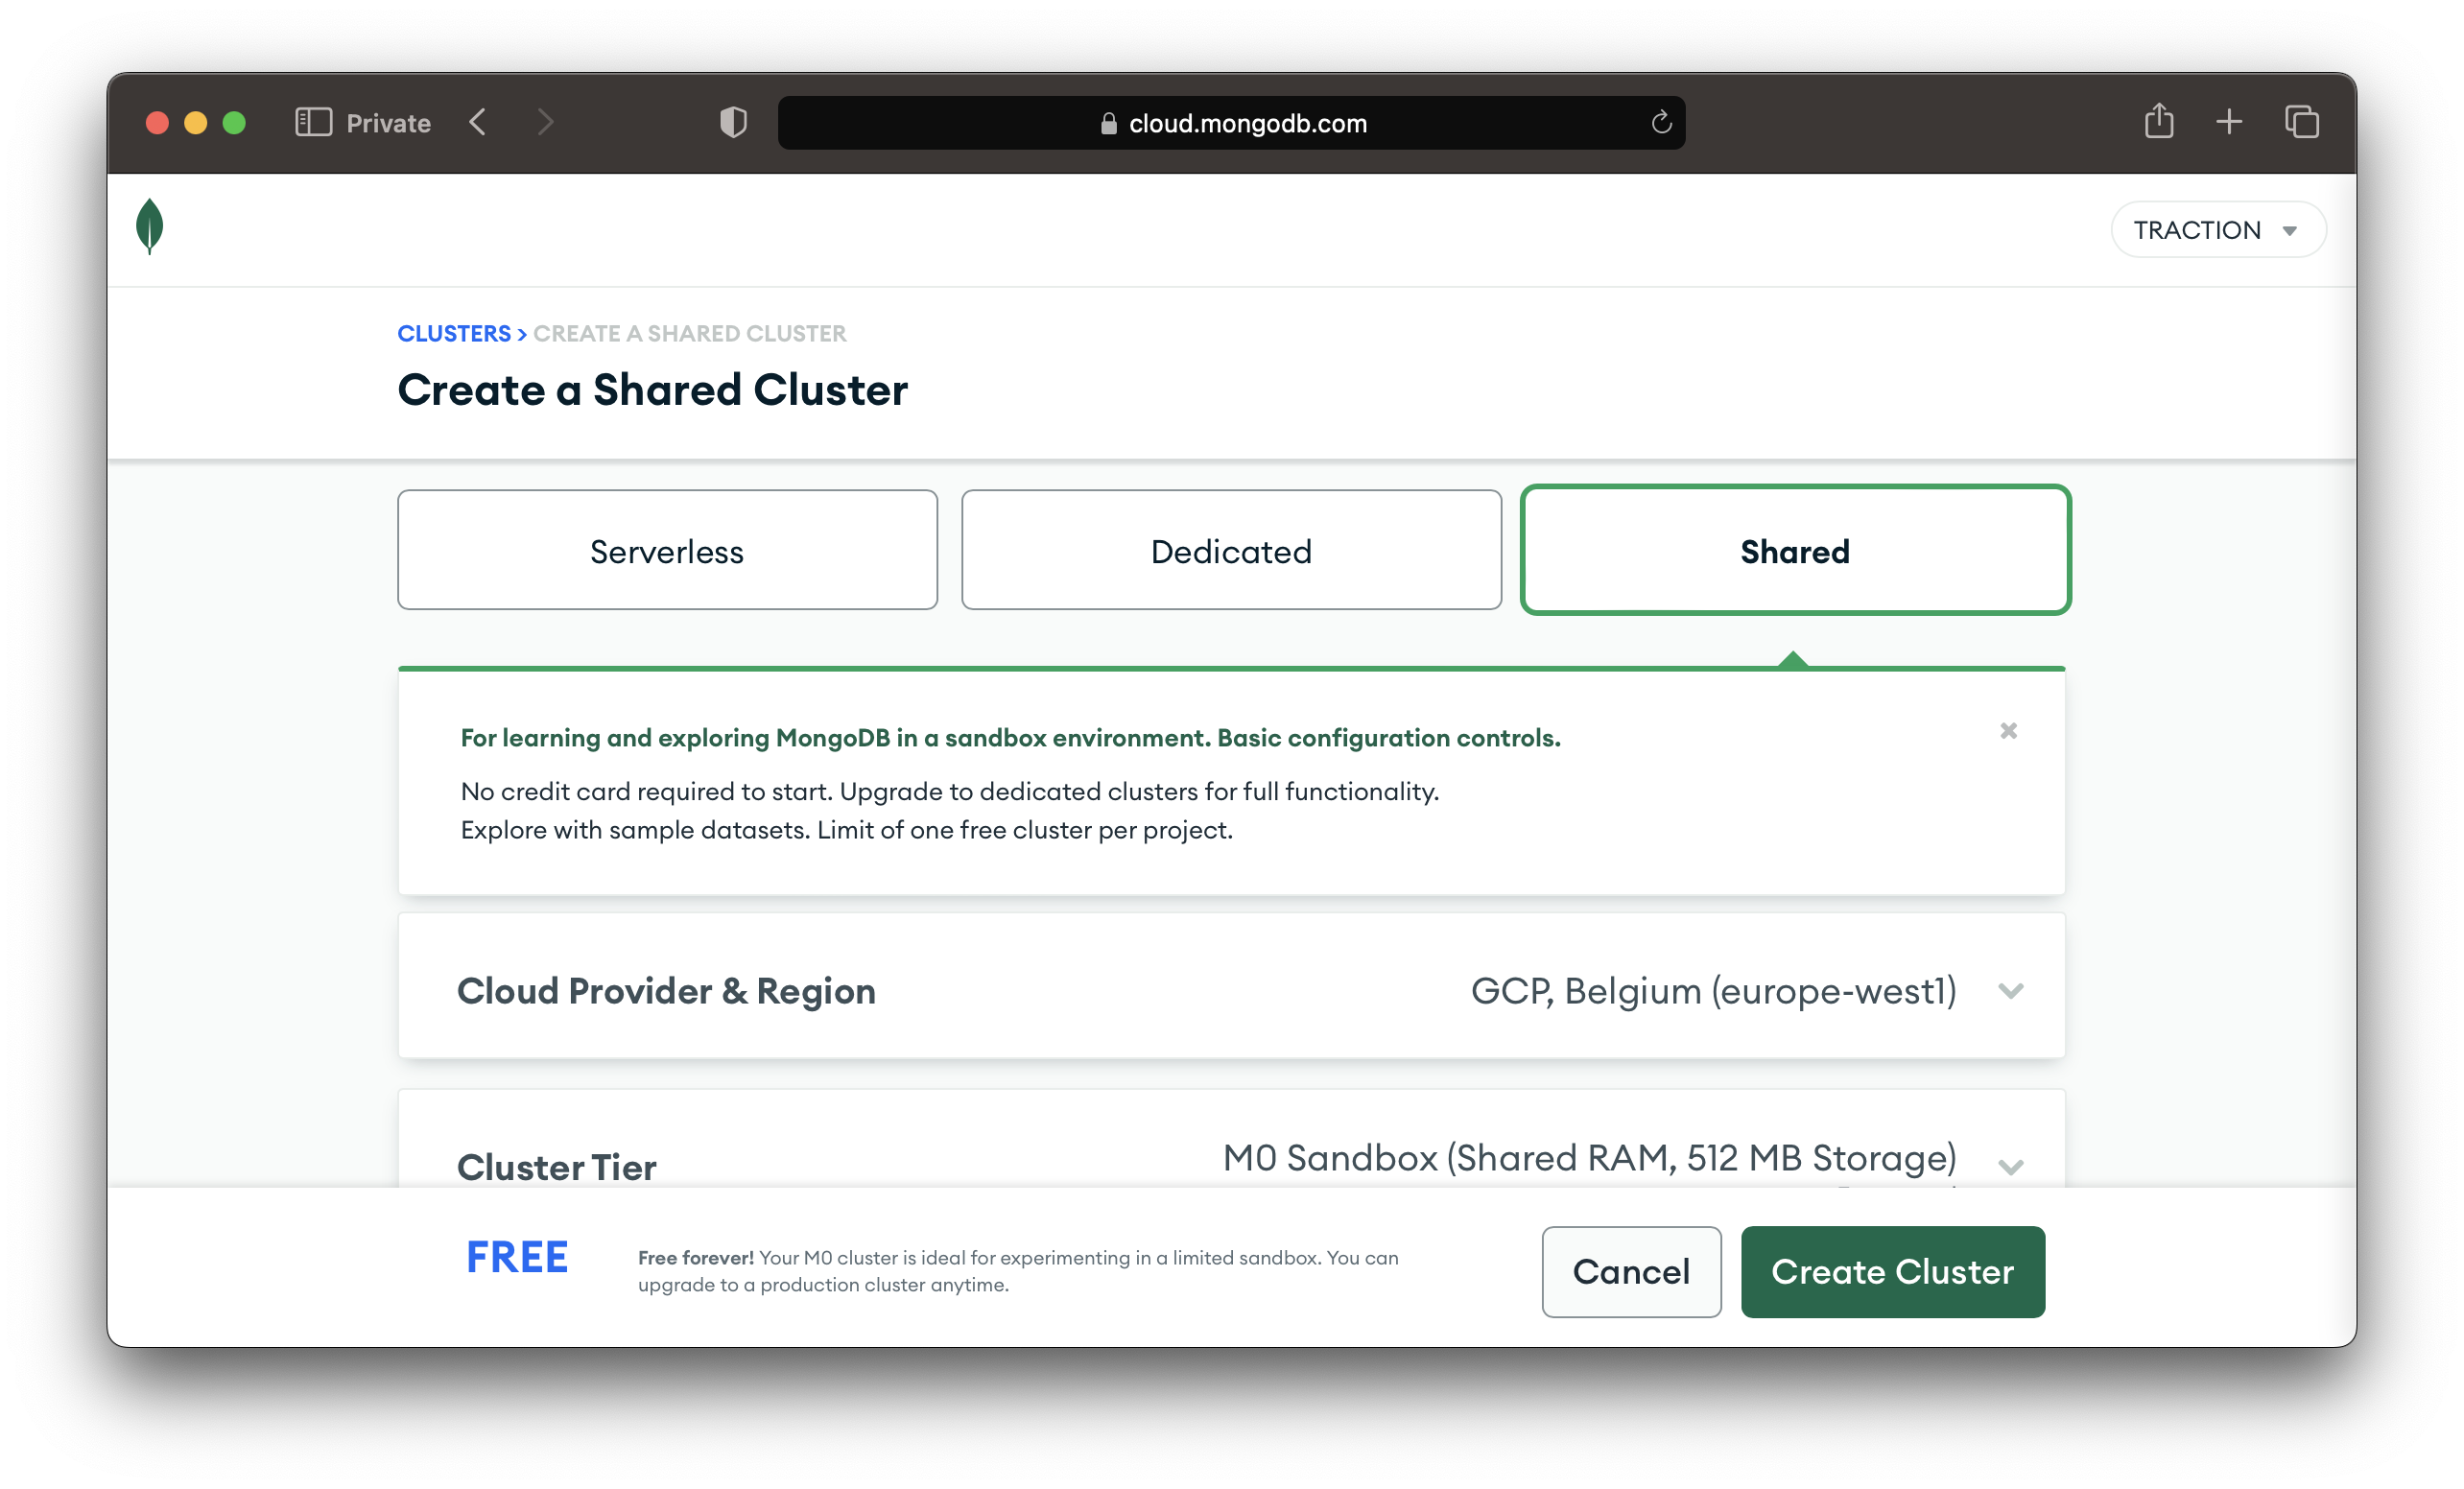 Private
cloud.mongodb.com
TRACTION
CLUSTERS > CREATE A SHARED CLUSTER
Create a Shared Cluster
Serverless
Dedicated
Shared
For learning and exploring MongoDB in a sandbox environment. Basic configuration controls.
No credit card required to start. Upgrade to dedicated clusters for full functionality.
Explore with sample datasets. Limit of one free cluster per project.
Cloud Provider & Region
GCP, Belgium (europe-west1)
Cluster Tier
M0 Sandbox (Shared RAM, 512 MB Storage)
FREE
Free forever! Your M0 cluster is ideal for experimenting in a limited sandbox. You can
upgrade to a production cluster anytime.
Cancel
Create Cluster